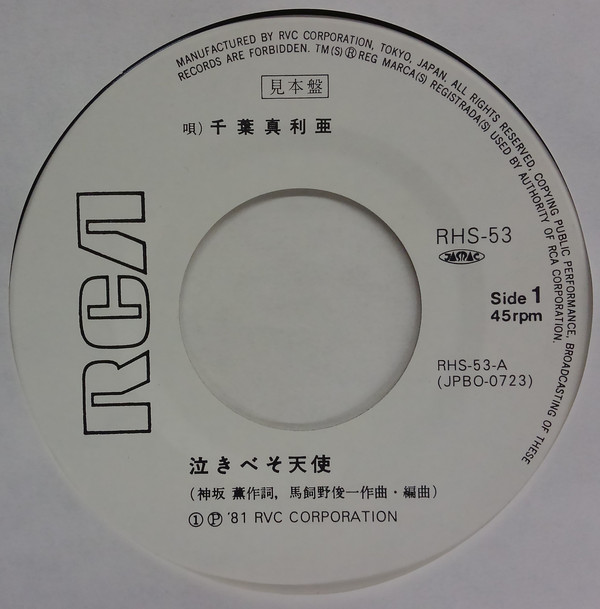 MANUFACTURED BY RVC CORPORATION, TOKYO, JAPAN. ALL RIGHTS RESERVED, COPYING PUBLIC PERFORMANCE, BROADCASTING OF THESE
RECORDS ARE FORBIDDEN. TM(S)®REG MARCA(S) REGISTRADA(S) USED BY AUTHORITY OF RCA CORPORATION.
見本盤
唄) 千葉真利亜
RCA
RHS-53
JASRAC
Side 1
45rpm
RHS-53-A
(JPBO-0723)
泣きべそ天使
(神坂 薫作詞, 馬飼野俊一作曲・編曲)
① Ⓟ '81 RVC CORPORATION